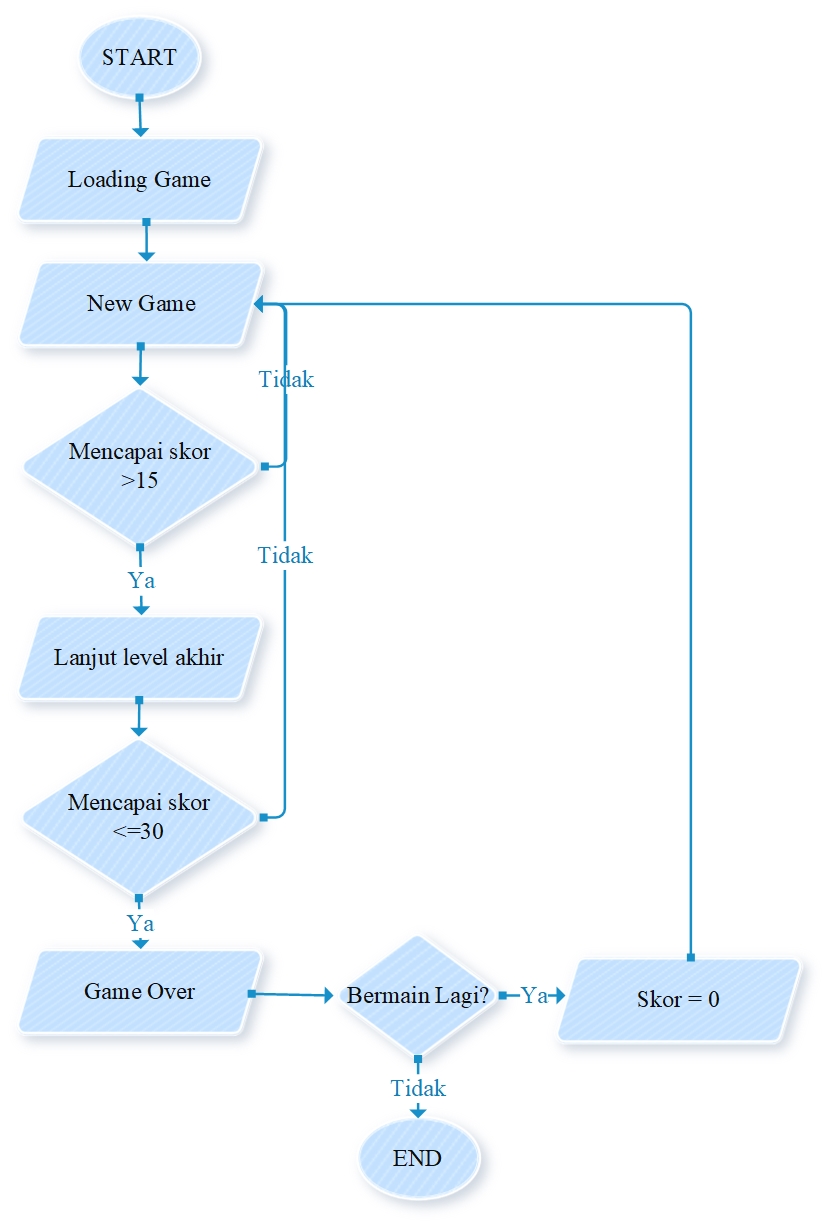 START
Loading Game
New Game
Tidak
Mencapai skor
>15
Tidak
Ya
Lanjut level akhir
Mencapai skor
<=30
Ya
Game Over
Bermain Lagi?
Ya
Skor = 0
Tidak
END